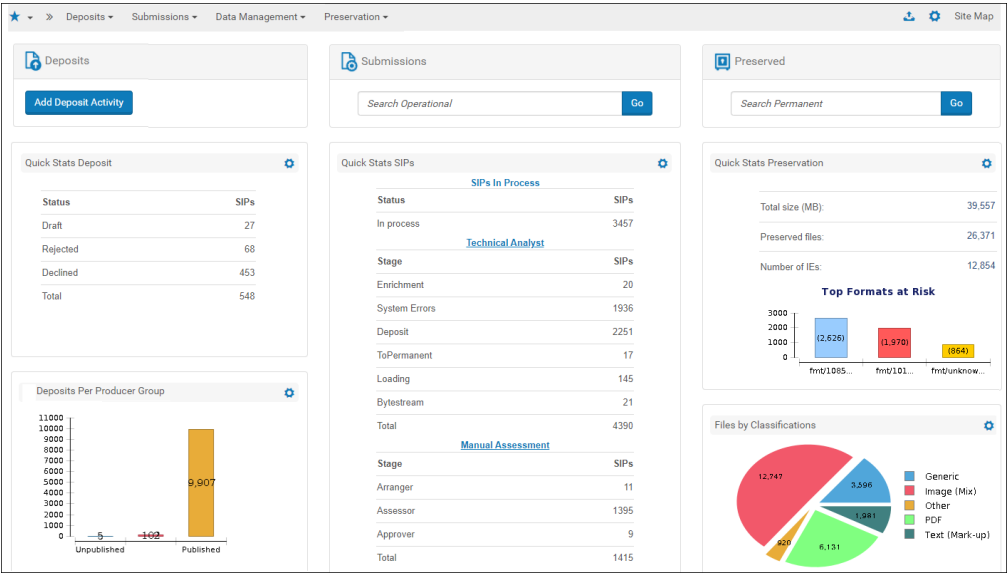 Deposits Submissions Data Management Preservation Site Map
Deposits
Add Deposit Activity
Submissions
Search Operational Go
Preserved
Search Permanent Go
Quick Stats Deposit
Status SIPs
Draft 27
Rejected 68
Declined 453
Total 548
Deposits Per Producer Group
11000
10000
9000
8000
7000
6000
5000
4000
3000
2000
1000
0
5
102
9,907
Unpublished Published
Quick Stats SIPs
SIPs In Process
Status SIPs
In process 3457
Technical Analyst
Stage SIPs
Enrichment 20
System Errors 1936
Deposit 2251
ToPermanent 17
Loading 145
Bytestream 21
Total 4390
Manual Assessment
Stage SIPs
Arranger 11
Assessor 1395
Approver 9
Total 1415
Quick Stats Preservation
Total size (MB): 39,557
Preserved files: 26,371
Number of IEs: 12,854
Top Formats at Risk
3000
2000
1000
0
(2,626)
(1,970)
(864)
fmt/1085... fmt/101... fmt/unknow...
Files by Classifications
12,747
3,596
1,981
920
6,131
Generic
Image (Mix)
Other
PDF
Text (Mark-up)